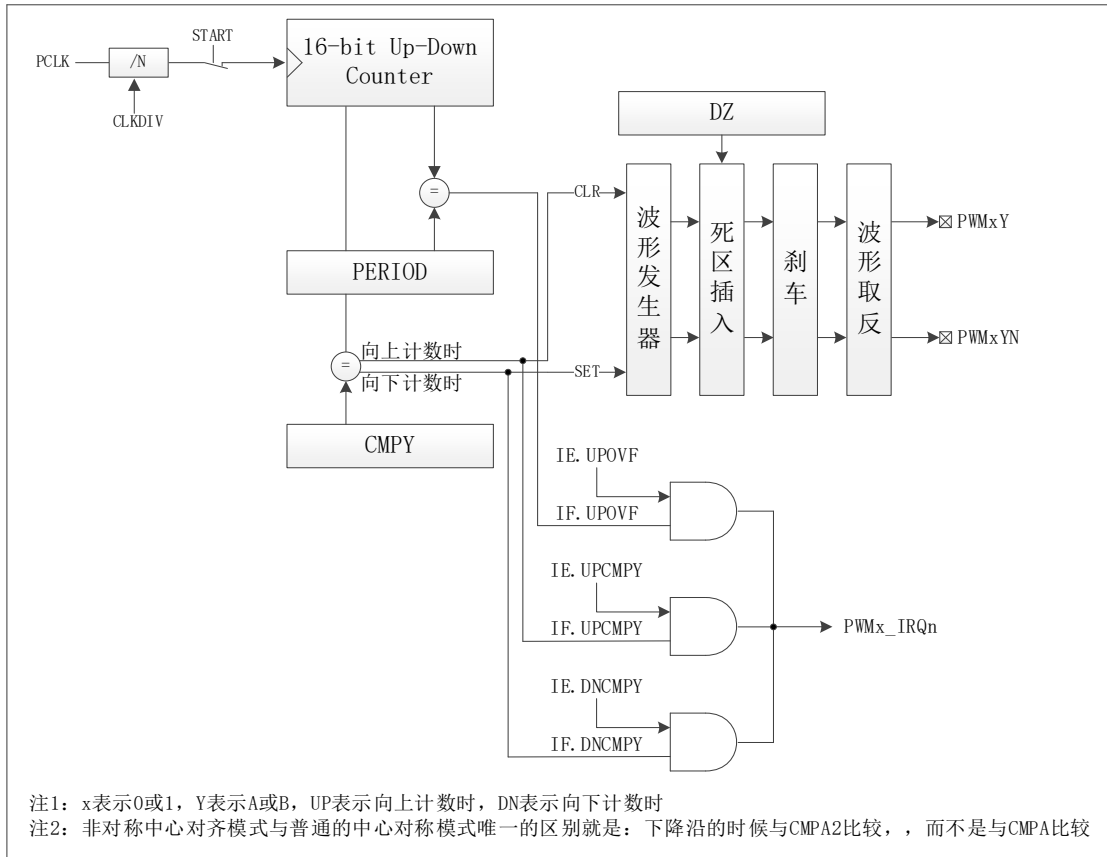 START
16-bit Up-Down
Counter
PCLK
/N
CLKDIV
DZ
=
CLR
波形发生器
死区插入
刹车
波形取反
PWMxY
PERIOD
向上计数时
=
向下计数时
SET
PWMxYN
CMPY
IE.UPOVF
IF.UPOVF
IE.UPCMPY
IF.UPCMPY
PWMx_IRQn
IE.DNCMPY
IF.DNCMPY
注1: x表示0或1, Y表示A或B, UP表示向上计数时, DN表示向下计数时
注2: 非对称中心对齐模式与普通的中心对称模式唯一的区别就是: 下降沿的时候与CMPA2比较, , 而不是与CMPA比较